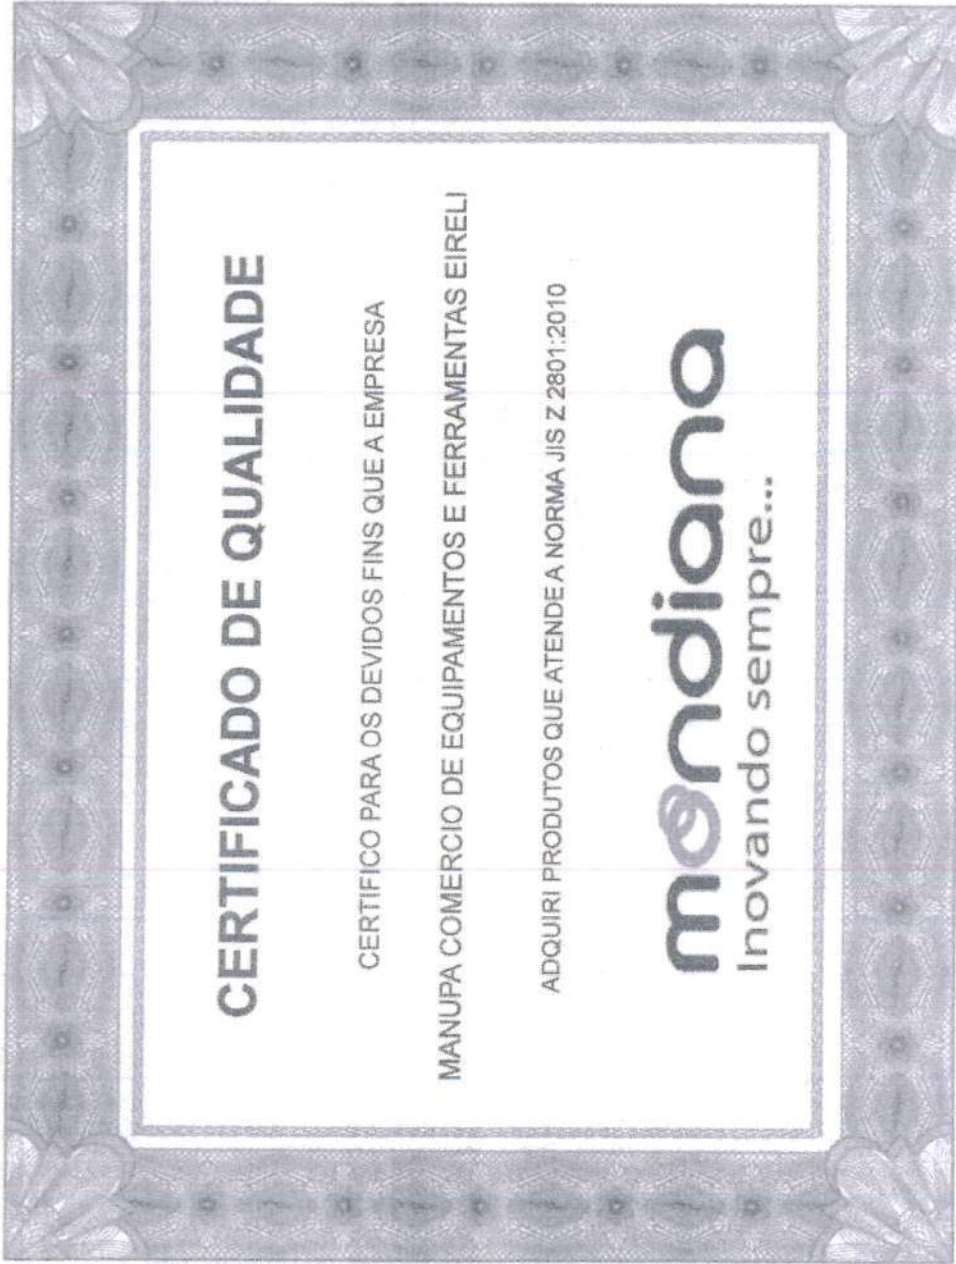 CERTIFICADO DE QUALIDADE
CERTIFICO PARA OS DEVIDOS FINS QUE A EMPRESA
MANUPA COMERCIO DE EQUIPAMENTOS E FERRAMENTAS EIRELI
ADQUIRI PRODUTOS QUE ATENDE A NORMA JIS Z 2801:2010
mondiana
Inovando sempre...